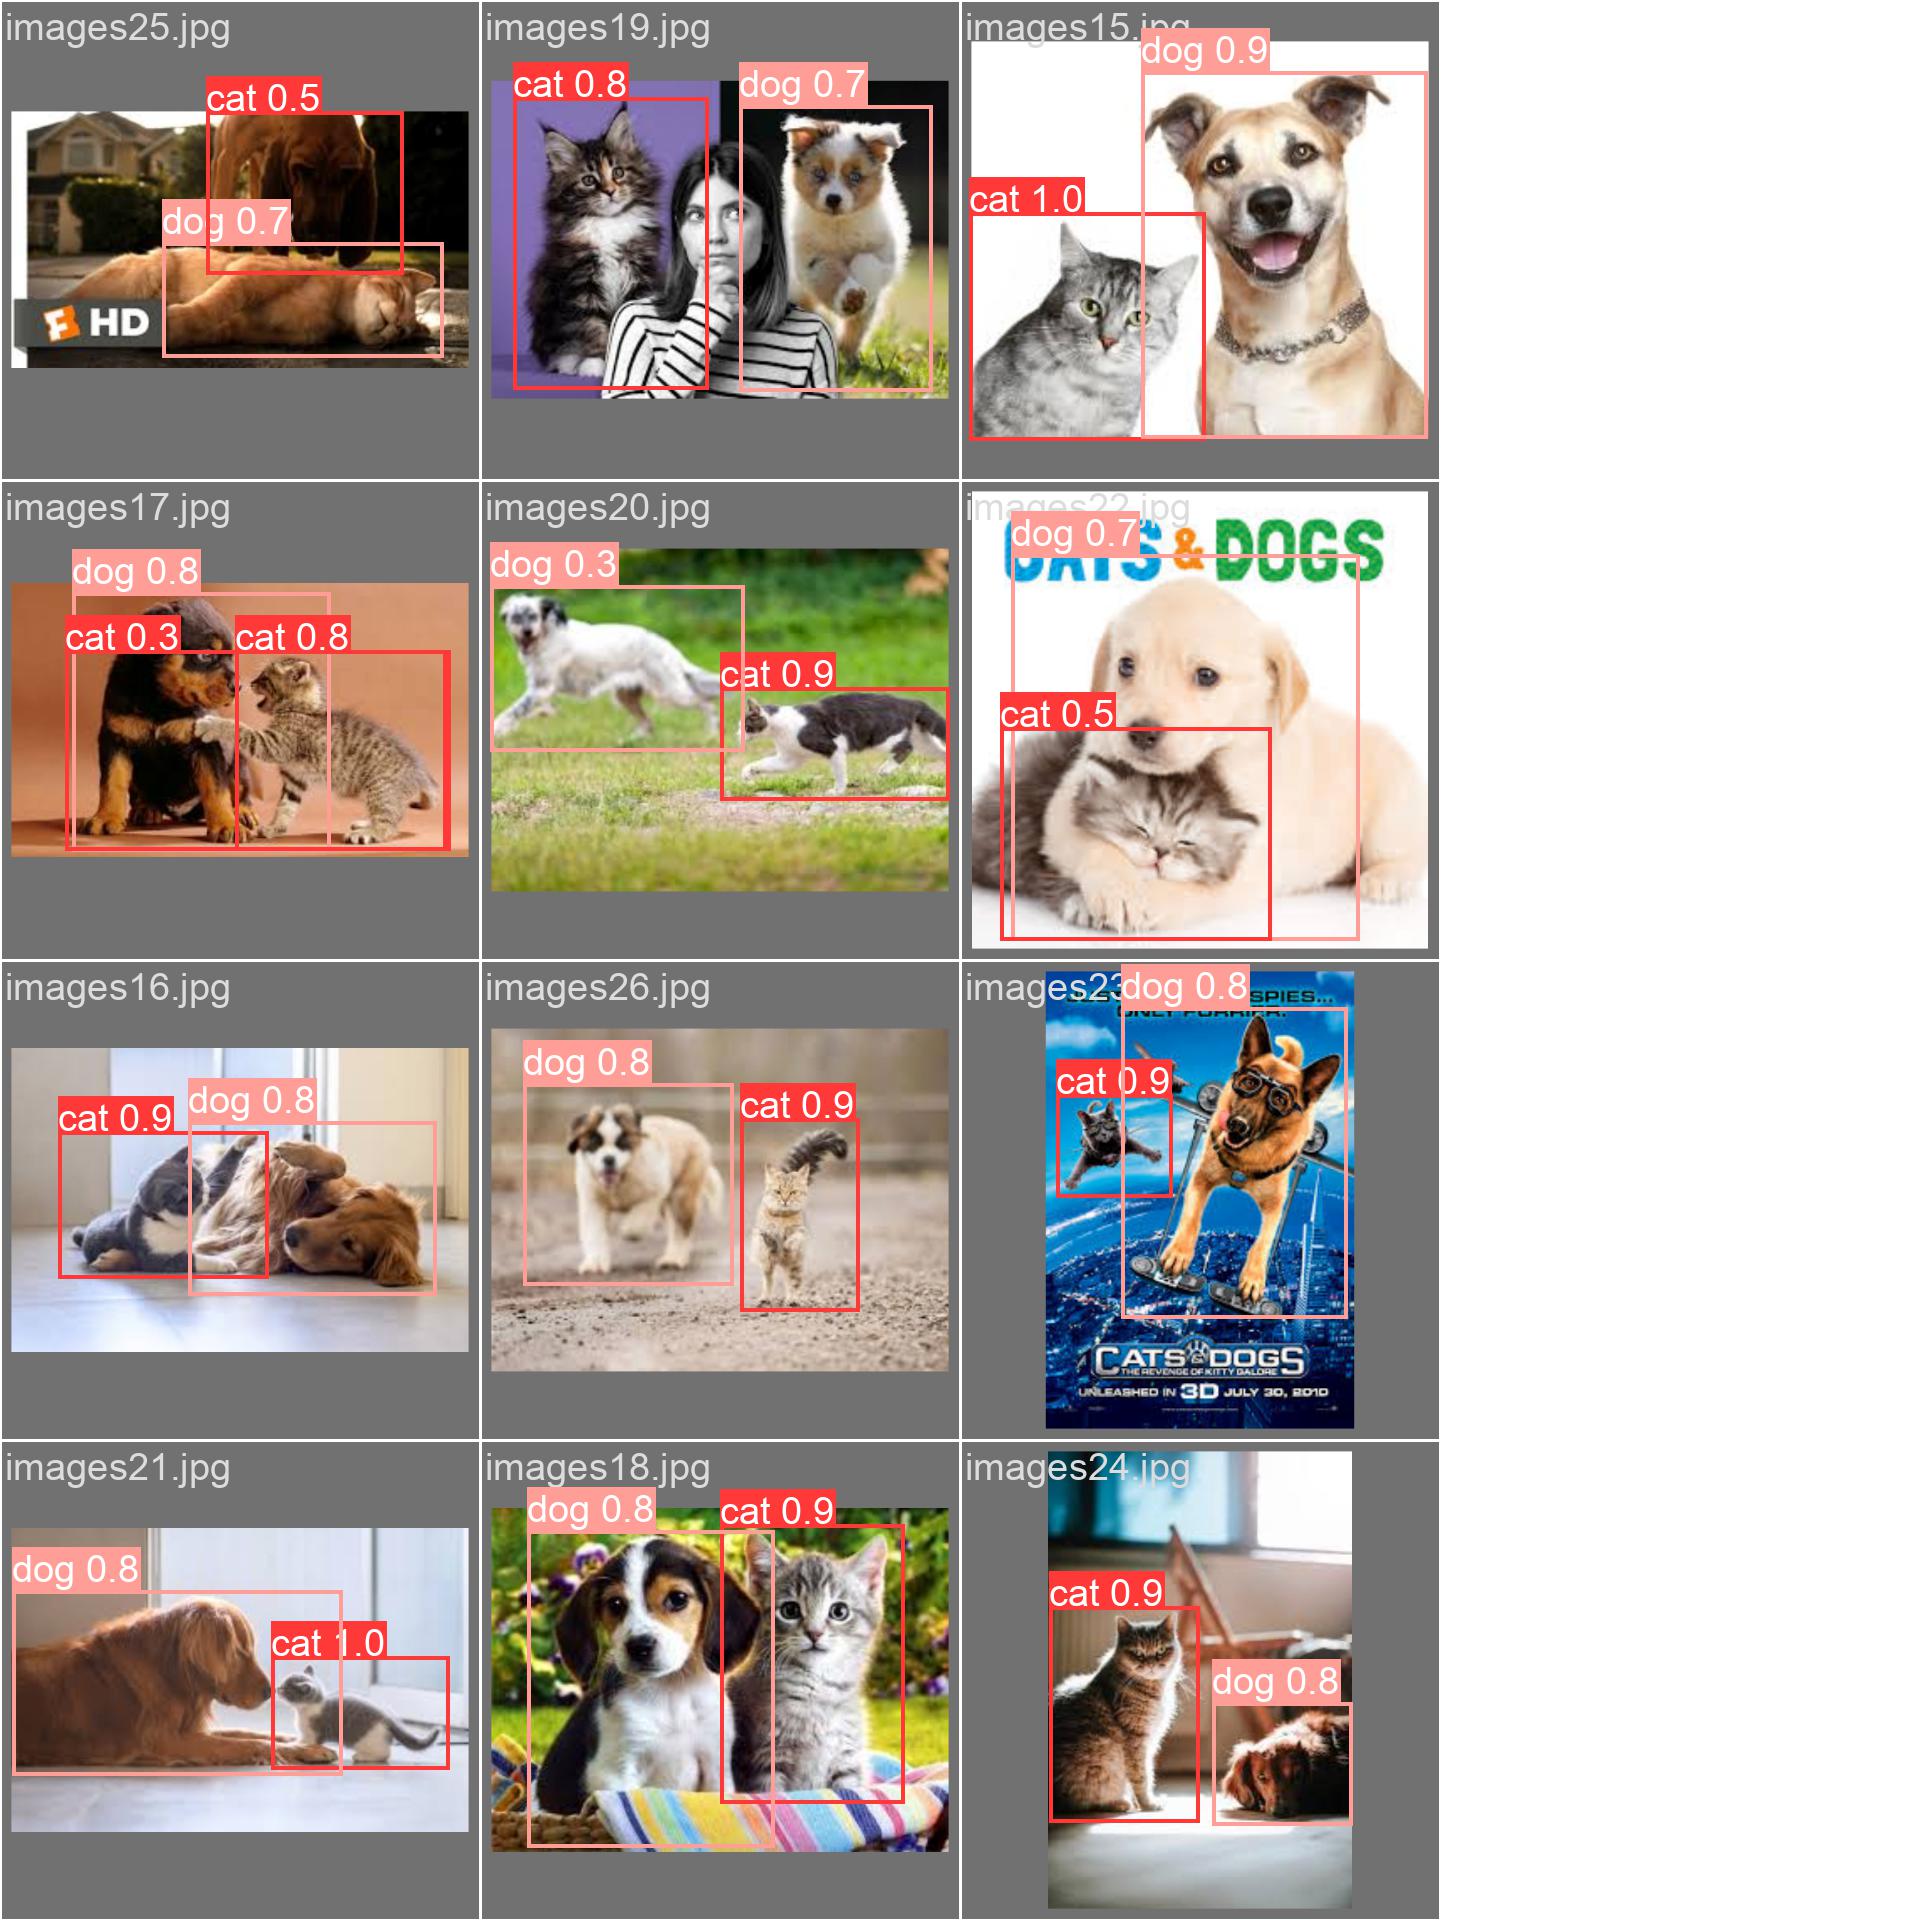 images25.jpg
cat 0.5
dog 0.7
F HD
images19.jpg
cat 0.8
dog 0.7
images15.jpg
dog 0.9
cat 1.0
images17.jpg
dog 0.8
cat 0.3
cat 0.8
images20.jpg
dog 0.3
cat 0.9
images22.jpg
CATS & DOGS
dog 0.7
cat 0.5
images16.jpg
cat 0.9
dog 0.8
images26.jpg
dog 0.8
cat 0.9
images23
dog 0.8
SPIES...
ONLY FURRIER.
cat 0.9
CATS & DOGS
THE REVENGE OF KITTY GALORE
UNLEASHED IN 3D JULY 30, 2010
images21.jpg
dog 0.8
cat 1.0
images18.jpg
dog 0.8
cat 0.9
images24.jpg
cat 0.9
dog 0.8